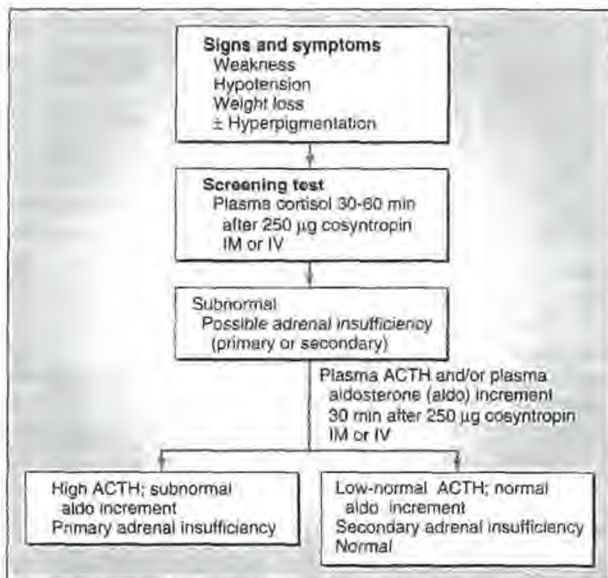 Signs and symptoms
Weakness
Hypotension
Weight loss
± Hyperpigmentation
Screening test
Plasma cortisol 30-60 min
after 250 µg cosyntropin
IM or IV
Subnormal
Possible adrenal insufficiency
(primary or secondary)
Plasma ACTH and/or plasma
aldosterone (aldo) increment
30 min after 250 µg cosyntropin
IM or IV
High ACTH; subnormal
aldo increment
Primary adrenal insufficiency
Low-normal ACTH; normal
aldo increment
Secondary adrenal insufficiency
Normal